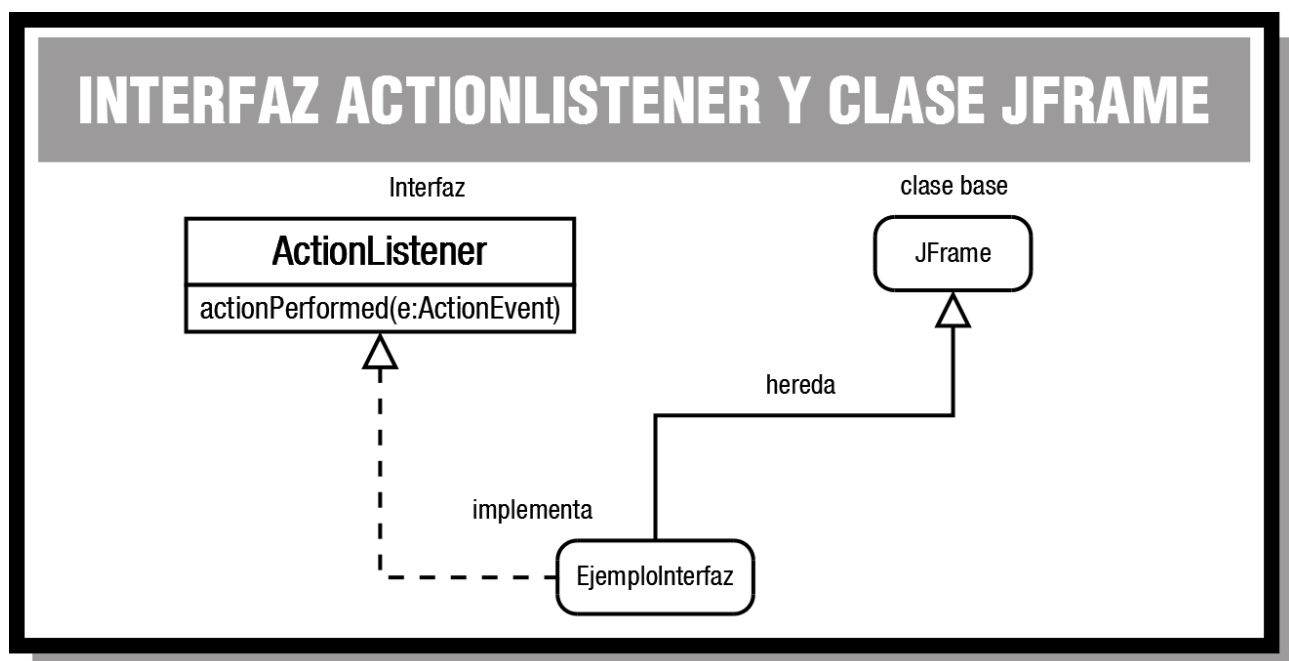 INTERFAZ ACTIONLISTENER Y CLASE JFRAME
Interfaz
clase base
ActionListener
JFrame
actionPerformed(e:ActionEvent)
hereda
implementa
EjemploInterfaz